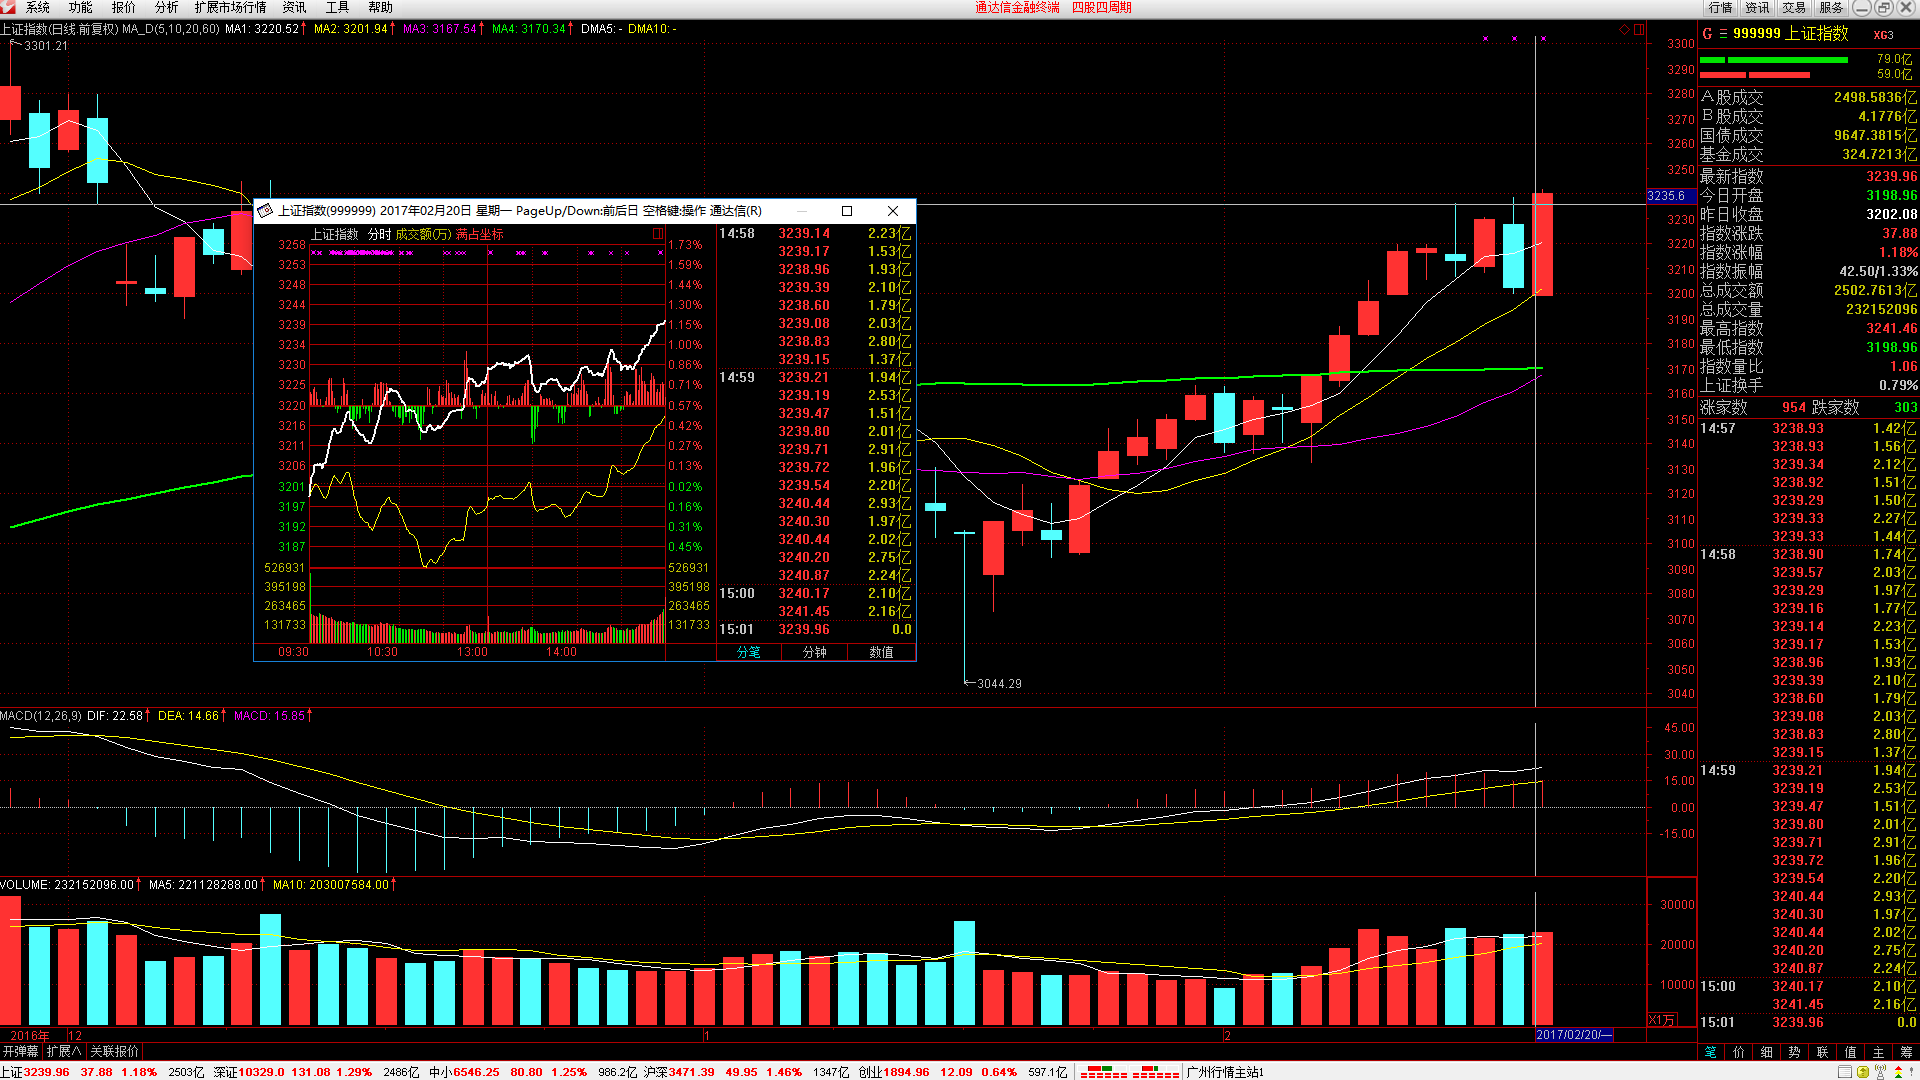 系统 功能 报价 分析 扩展市场行情 资讯 工具 帮助 通达信金融终端 四股四周期 行情 资讯 交易 服务
上证指数(日线.前复权) MA_D(5,10,20,60) MA1: 3220.52↑ MA2: 3201.94↑ MA3: 3167.54↑ MA4: 3170.34↑ DMA5: - DMA10: -
3301.21
3300
3290
3280
3270
3260
3250
3235.6
3230
3220
3210
3200
3190
3180
3170
3160
3150
3140
3130
3120
3110
3100
3090
3080
3070
3060
3050
3040
3044.29
上证指数(999999) 2017年02月20日 星期一 PageUp/Down:前后日 空格键:操作 通达信(R)
上证指数 分时 成交额(万) 满占坐标
3258 1.73%
3253 1.59%
3248 1.44%
3244 1.30%
3239 1.15%
3234 1.00%
3230 0.86%
3225 0.71%
3220 0.57%
3216 0.42%
3211 0.27%
3206 0.13%
3201 0.02%
3197 0.16%
3192 0.31%
3187 0.45%
526931 526931
395198 395198
263465 263465
131733 131733
09:30 10:30 13:00 14:00
14:58 3239.14 2.23亿
3239.17 1.53亿
3238.96 1.93亿
3239.39 2.10亿
3238.60 1.79亿
3239.08 2.03亿
3238.83 2.80亿
3239.15 1.37亿
14:59 3239.21 1.94亿
3239.19 2.53亿
3239.47 1.51亿
3239.80 2.01亿
3239.71 2.91亿
3239.72 1.96亿
3239.54 2.20亿
3240.44 2.93亿
3240.30 1.97亿
3240.44 2.02亿
3240.20 2.75亿
3240.87 2.24亿
15:00 3240.17 2.10亿
3241.45 2.16亿
15:01 3239.96 0.0
分笔 分钟 数值
MACD(12,26,9) DIF: 22.58↑ DEA: 14.66↑ MACD: 15.85↑
45.00
30.00
15.00
0.00
-15.00
VOLUME: 232152096.00↑ MA5: 221128288.00↑ MA10: 203007584.00↑
30000
20000
10000
X1万
2016年 12 1 2 2017/02/20/一
开弹幕 扩展∧ 关联报价
G 三 999999 上证指数 XG3
79.0亿
59.0亿
A股成交 2498.5836亿
B股成交 4.1776亿
国债成交 9647.3815亿
基金成交 324.7213亿
最新指数 3239.96
今日开盘 3198.96
昨日收盘 3202.08
指数涨跌 37.88
指数涨幅 1.18%
指数振幅 42.50/1.33%
总成交额 2502.7613亿
总成交量 232152096
最高指数 3241.46
最低指数 3198.96
指数量比 1.06
上证换手 0.79%
涨家数 954 跌家数 303
14:57 3238.93 1.42亿
3238.93 1.56亿
3239.34 2.12亿
3238.92 1.51亿
3239.29 1.50亿
3239.33 2.27亿
3239.33 1.44亿
14:58 3238.90 1.74亿
3239.57 2.03亿
3239.29 1.97亿
3239.16 1.77亿
3239.14 2.23亿
3239.17 1.53亿
3238.96 1.93亿
3239.39 2.10亿
3238.60 1.79亿
3239.08 2.03亿
3238.83 2.80亿
3239.15 1.37亿
14:59 3239.21 1.94亿
3239.19 2.53亿
3239.47 1.51亿
3239.80 2.01亿
3239.71 2.91亿
3239.72 1.96亿
3239.54 2.20亿
3240.44 2.93亿
3240.30 1.97亿
3240.44 2.02亿
3240.20 2.75亿
3240.87 2.24亿
15:00 3240.17 2.10亿
3241.45 2.16亿
15:01 3239.96 0.0
笔 价 细 势 联 值 主 筹
上证3239.96 37.88 1.18% 2503亿 深证10329.0 131.08 1.29% 2486亿 中小6546.25 80.80 1.25% 986.2亿 沪深3471.39 49.95 1.46% 1347亿 创业1894.96 12.09 0.64% 597.1亿 广州行情主站1